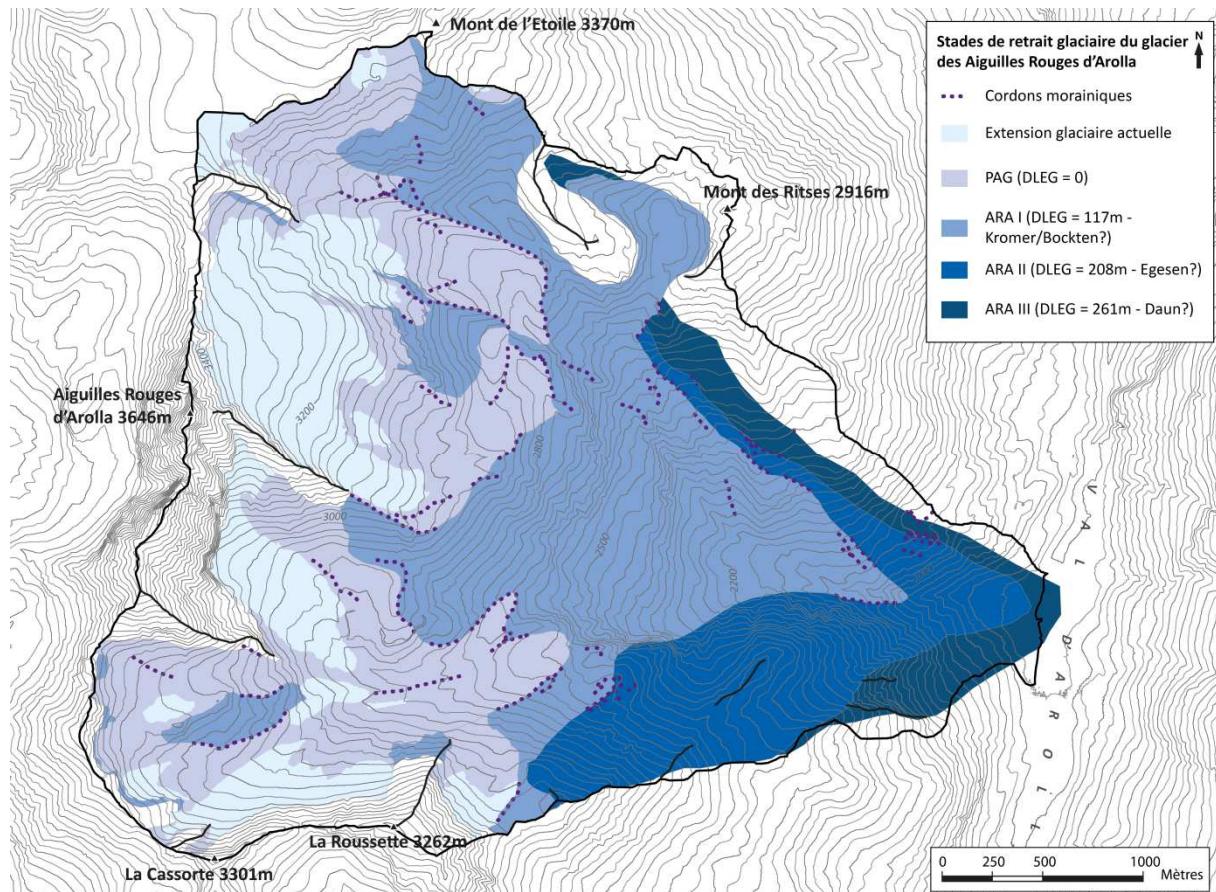 Mont de l'Etoile 3370m
Stades de retrait glaciaire du glacier
des Aiguilles Rouges d'Arolla
N
Cordons morainiques
Extension glaciaire actuelle
PAG (DLEG = 0)
ARA I (DLEG = 117m -
Kromer/Bockten?)
ARA II (DLEG = 208m - Egesen?)
ARA III (DLEG = 261m - Daun?)
Mont des Ritses 2916m
3400
Aiguilles Rouges
d'Arolla 3646m
3200
2800
3000
2500
2200
VAL D'AROLL
La Roussette 3262m
La Cassorte 3301m
0 250 500 1000
Mètres